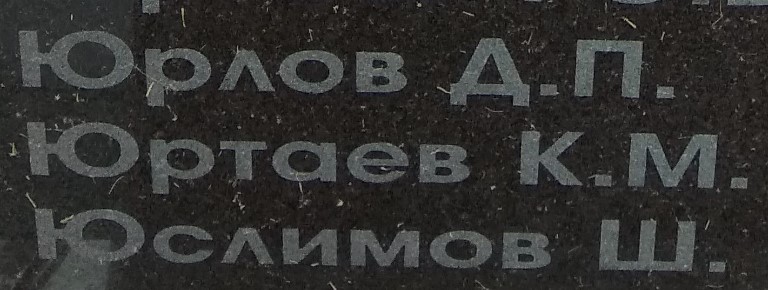 Юрлов Д.П.
Юртаев К.М.
Юслимов Ш.